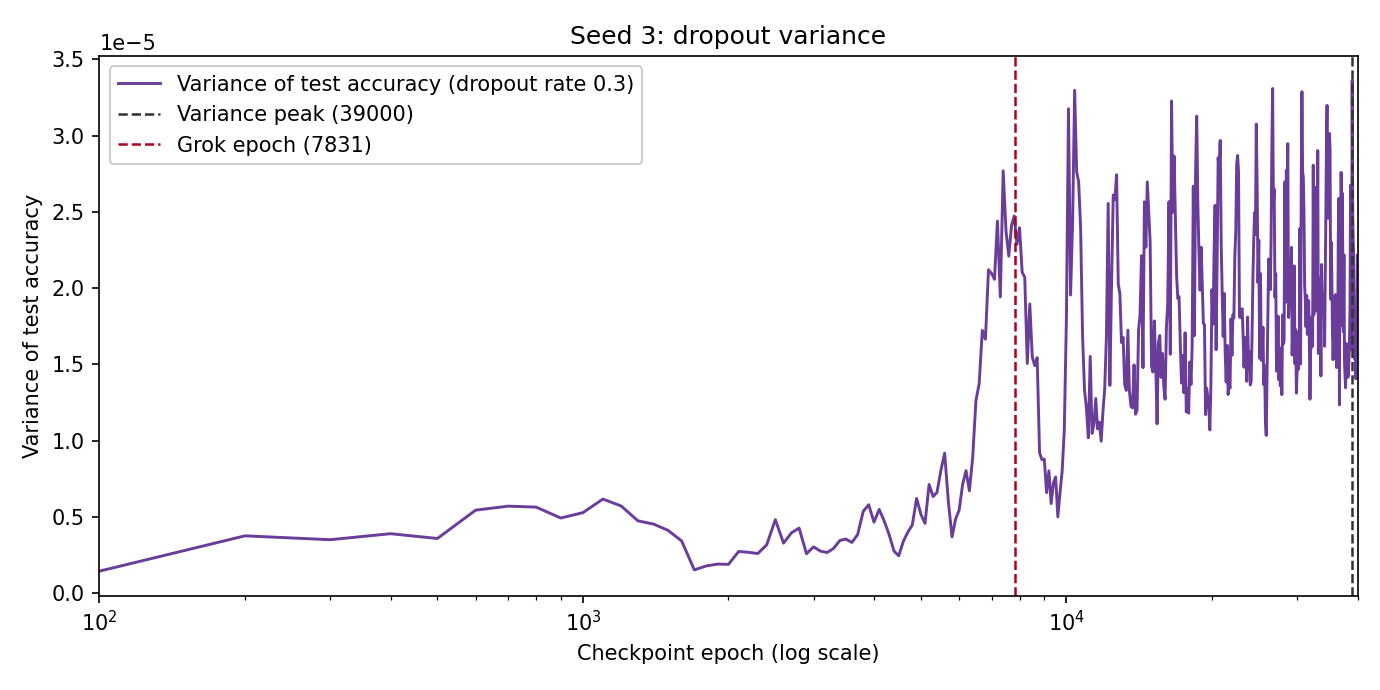 Seed 3: dropout variance
1e−5
Variance of test accuracy (dropout rate 0.3)
Variance peak (39000)
Grok epoch (7831)
Variance of test accuracy
3.5
3.0
2.5
2.0
1.5
1.0
0.5
0.0
10²
10³
10⁴
Checkpoint epoch (log scale)